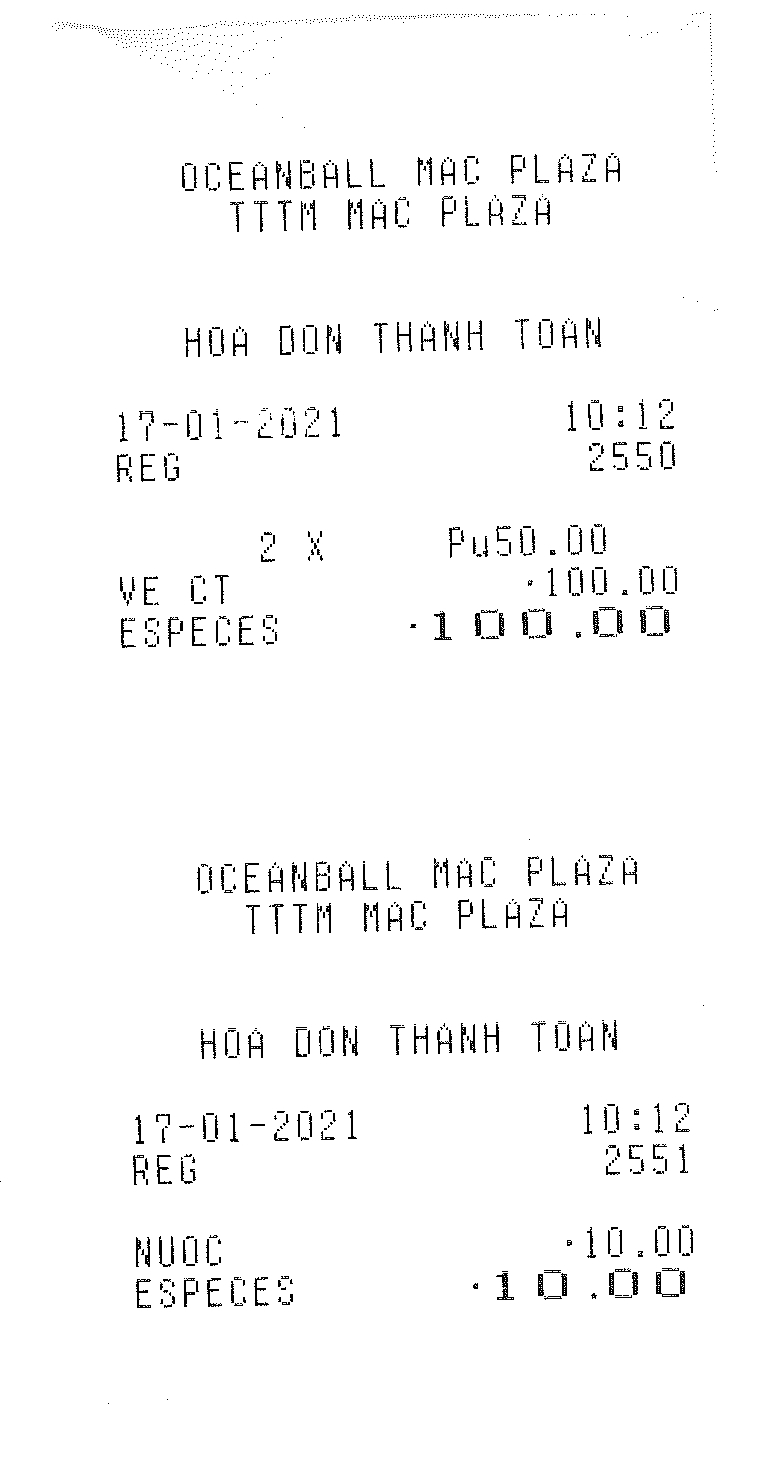 OCEANBALL MAC PLAZA
TTTM MAC PLAZA
HOA DON THANH TOAN
17-01-2021 10:12
REG 2550
2 X Pu50.00
VE CT ·100.00
ESPECES ·100.00
OCEANBALL MAC PLAZA
TTTM MAC PLAZA
HOA DON THANH TOAN
17-01-2021 10:12
REG 2551
NUOC ·10.00
ESPECES ·10.00